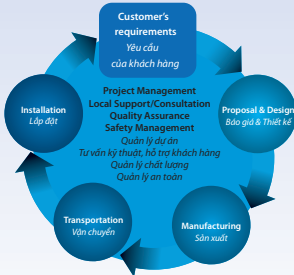 Customer's
requirements
Yêu cầu
của khách hàng
Project Management
Local Support/Consultation
Quality Assurance
Safety Management
Quản lý dự án
Tư vấn kỹ thuật, hỗ trợ khách hàng
Quản lý chất lượng
Quản lý an toàn
Installation
Lắp đặt
Proposal & Design
Báo giá & Thiết kế
Transportation
Vận chuyển
Manufacturing
Sản xuất